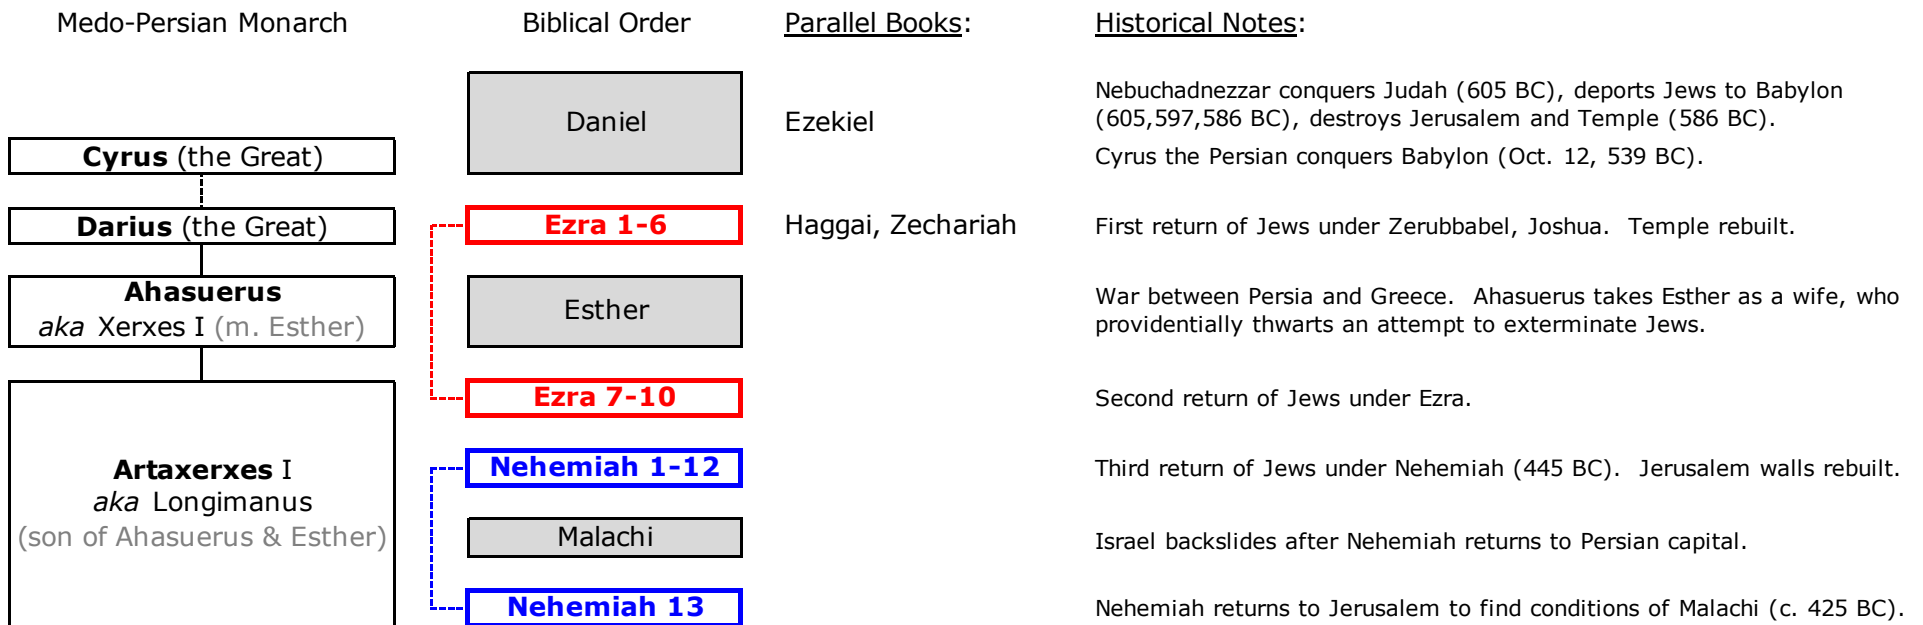 Medo-Persian Monarch
Biblical Order
Parallel Books:
Historical Notes:
Daniel
Ezekiel
Nebuchadnezzar conquers Judah (605 BC), deports Jews to Babylon
(605,597,586 BC), destroys Jerusalem and Temple (586 BC).
Cyrus (the Great)
Cyrus the Persian conquers Babylon (Oct. 12, 539 BC).
Darius (the Great)
Ezra 1-6
Haggai, Zechariah
First return of Jews under Zerubbabel, Joshua. Temple rebuilt.
Ahasuerus
aka Xerxes I (m. Esther)
Esther
War between Persia and Greece. Ahasuerus takes Esther as a wife, who
providentially thwarts an attempt to exterminate Jews.
Ezra 7-10
Second return of Jews under Ezra.
Artaxerxes I
aka Longimanus
(son of Ahasuerus & Esther)
Nehemiah 1-12
Third return of Jews under Nehemiah (445 BC). Jerusalem walls rebuilt.
Malachi
Israel backslides after Nehemiah returns to Persian capital.
Nehemiah 13
Nehemiah returns to Jerusalem to find conditions of Malachi (c. 425 BC).